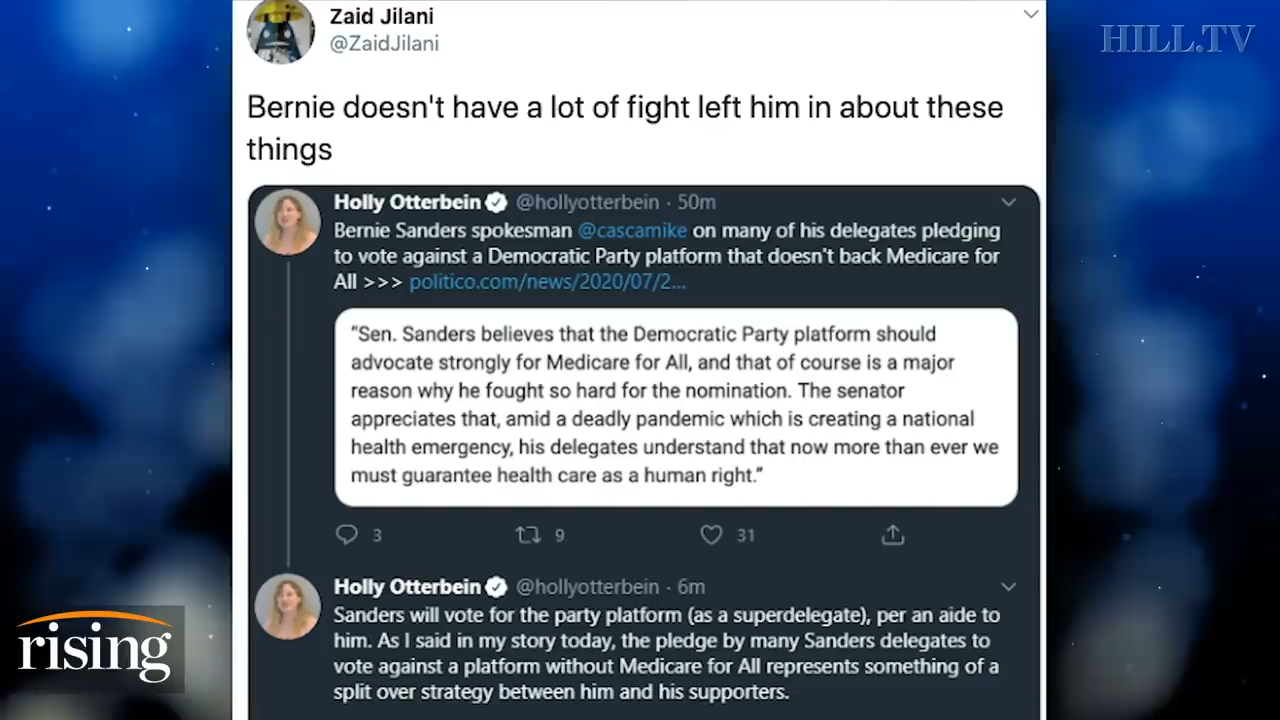 Zaid Jilani
@ZaidJilani
HILL.TV
Bernie doesn't have a lot of fight left him in about these
things
Holly Otterbein @hollyotterbein · 50m
Bernie Sanders spokesman @cascamike on many of his delegates pledging
to vote against a Democratic Party platform that doesn't back Medicare for
All >>> politico.com/news/2020/07/2...
“Sen. Sanders believes that the Democratic Party platform should
advocate strongly for Medicare for All, and that of course is a major
reason why he fought so hard for the nomination. The senator
appreciates that, amid a deadly pandemic which is creating a national
health emergency, his delegates understand that now more than ever we
must guarantee health care as a human right.”
3 9 31
Holly Otterbein @hollyotterbein · 6m
Sanders will vote for the party platform (as a superdelegate), per an aide to
him. As I said in my story today, the pledge by many Sanders delegates to
vote against a platform without Medicare for All represents something of a
split over strategy between him and his supporters.
rising